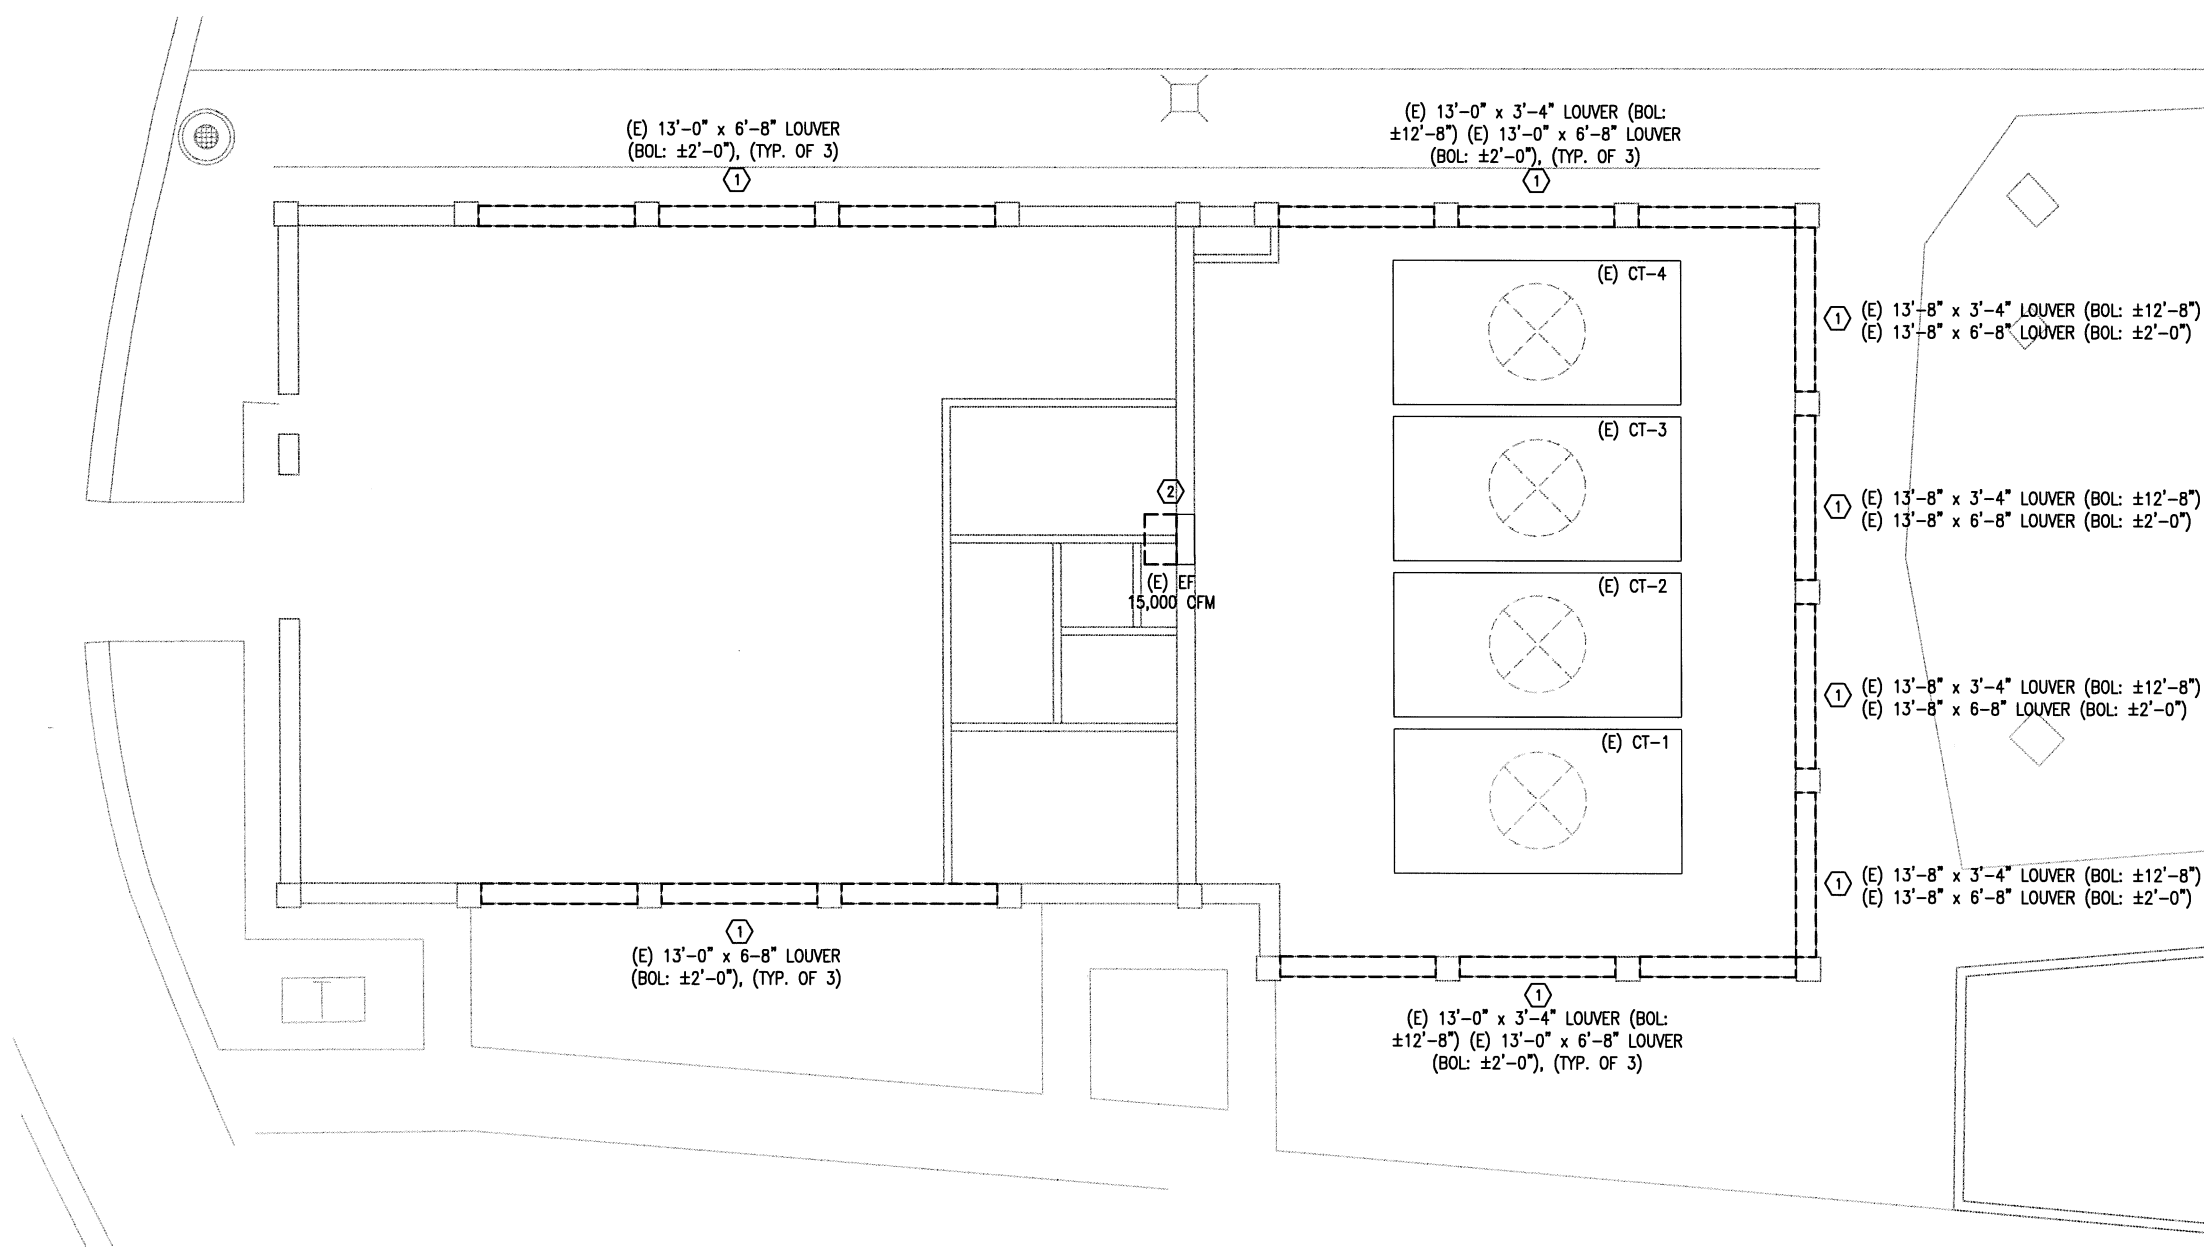 (E) 13'-0" x 6'-8" LOUVER
(BOL: ±2'-0"), (TYP. OF 3)
1
(E) 13'-0" x 3'-4" LOUVER (BOL:
±12'-8") (E) 13'-0" x 6'-8" LOUVER
(BOL: ±2'-0"), (TYP. OF 3)
1
(E) CT-4
1
(E) 13'-8" x 3'-4" LOUVER (BOL: ±12'-8")
(E) 13'-8" x 6'-8" LOUVER (BOL: ±2'-0")
(E) CT-3
2
1
(E) 13'-8" x 3'-4" LOUVER (BOL: ±12'-8")
(E) 13'-8" x 6'-8" LOUVER (BOL: ±2'-0")
(E) EF
15,000 CFM
(E) CT-2
1
(E) 13'-8" x 3'-4" LOUVER (BOL: ±12'-8")
(E) 13'-8" x 6-8" LOUVER (BOL: ±2'-0")
(E) CT-1
1
(E) 13'-8" x 3'-4" LOUVER (BOL: ±12'-8")
(E) 13'-8" x 6'-8" LOUVER (BOL: ±2'-0")
1
(E) 13'-0" x 6-8" LOUVER
(BOL: ±2'-0"), (TYP. OF 3)
1
(E) 13'-0" x 3'-4" LOUVER (BOL:
±12'-8") (E) 13'-0" x 6'-8" LOUVER
(BOL: ±2'-0"), (TYP. OF 3)